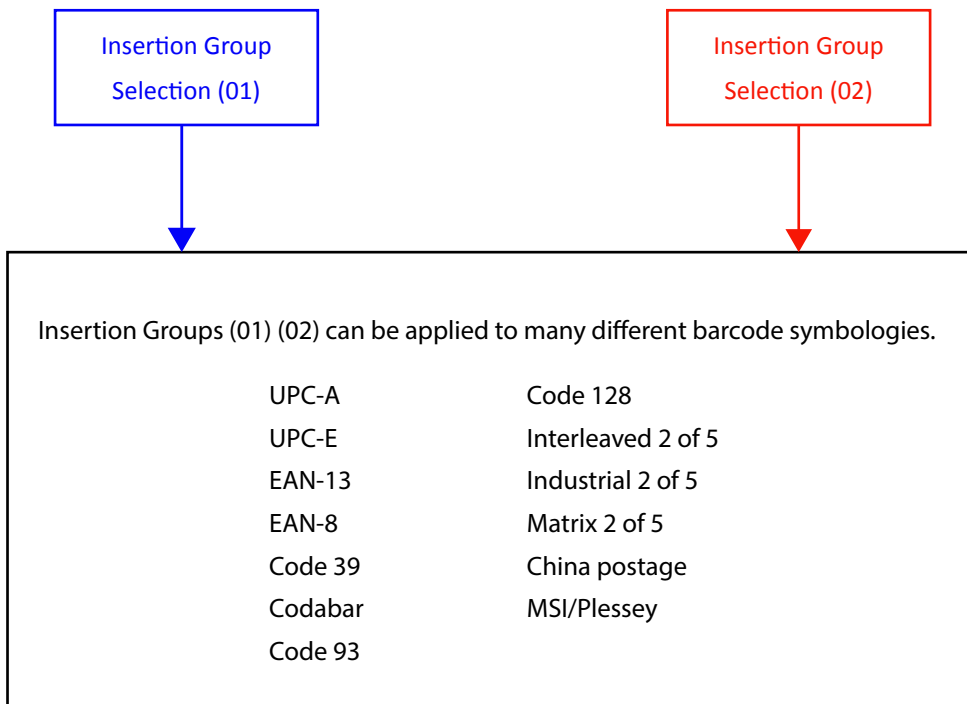 Insertion Group
Selection (01)
Insertion Group
Selection (02)
Insertion Groups (01) (02) can be applied to many different barcode symbologies.
UPC-A
UPC-E
EAN-13
EAN-8
Code 39
Codabar
Code 93
Code 128
Interleaved 2 of 5
Industrial 2 of 5
Matrix 2 of 5
China postage
MSI/Plessey